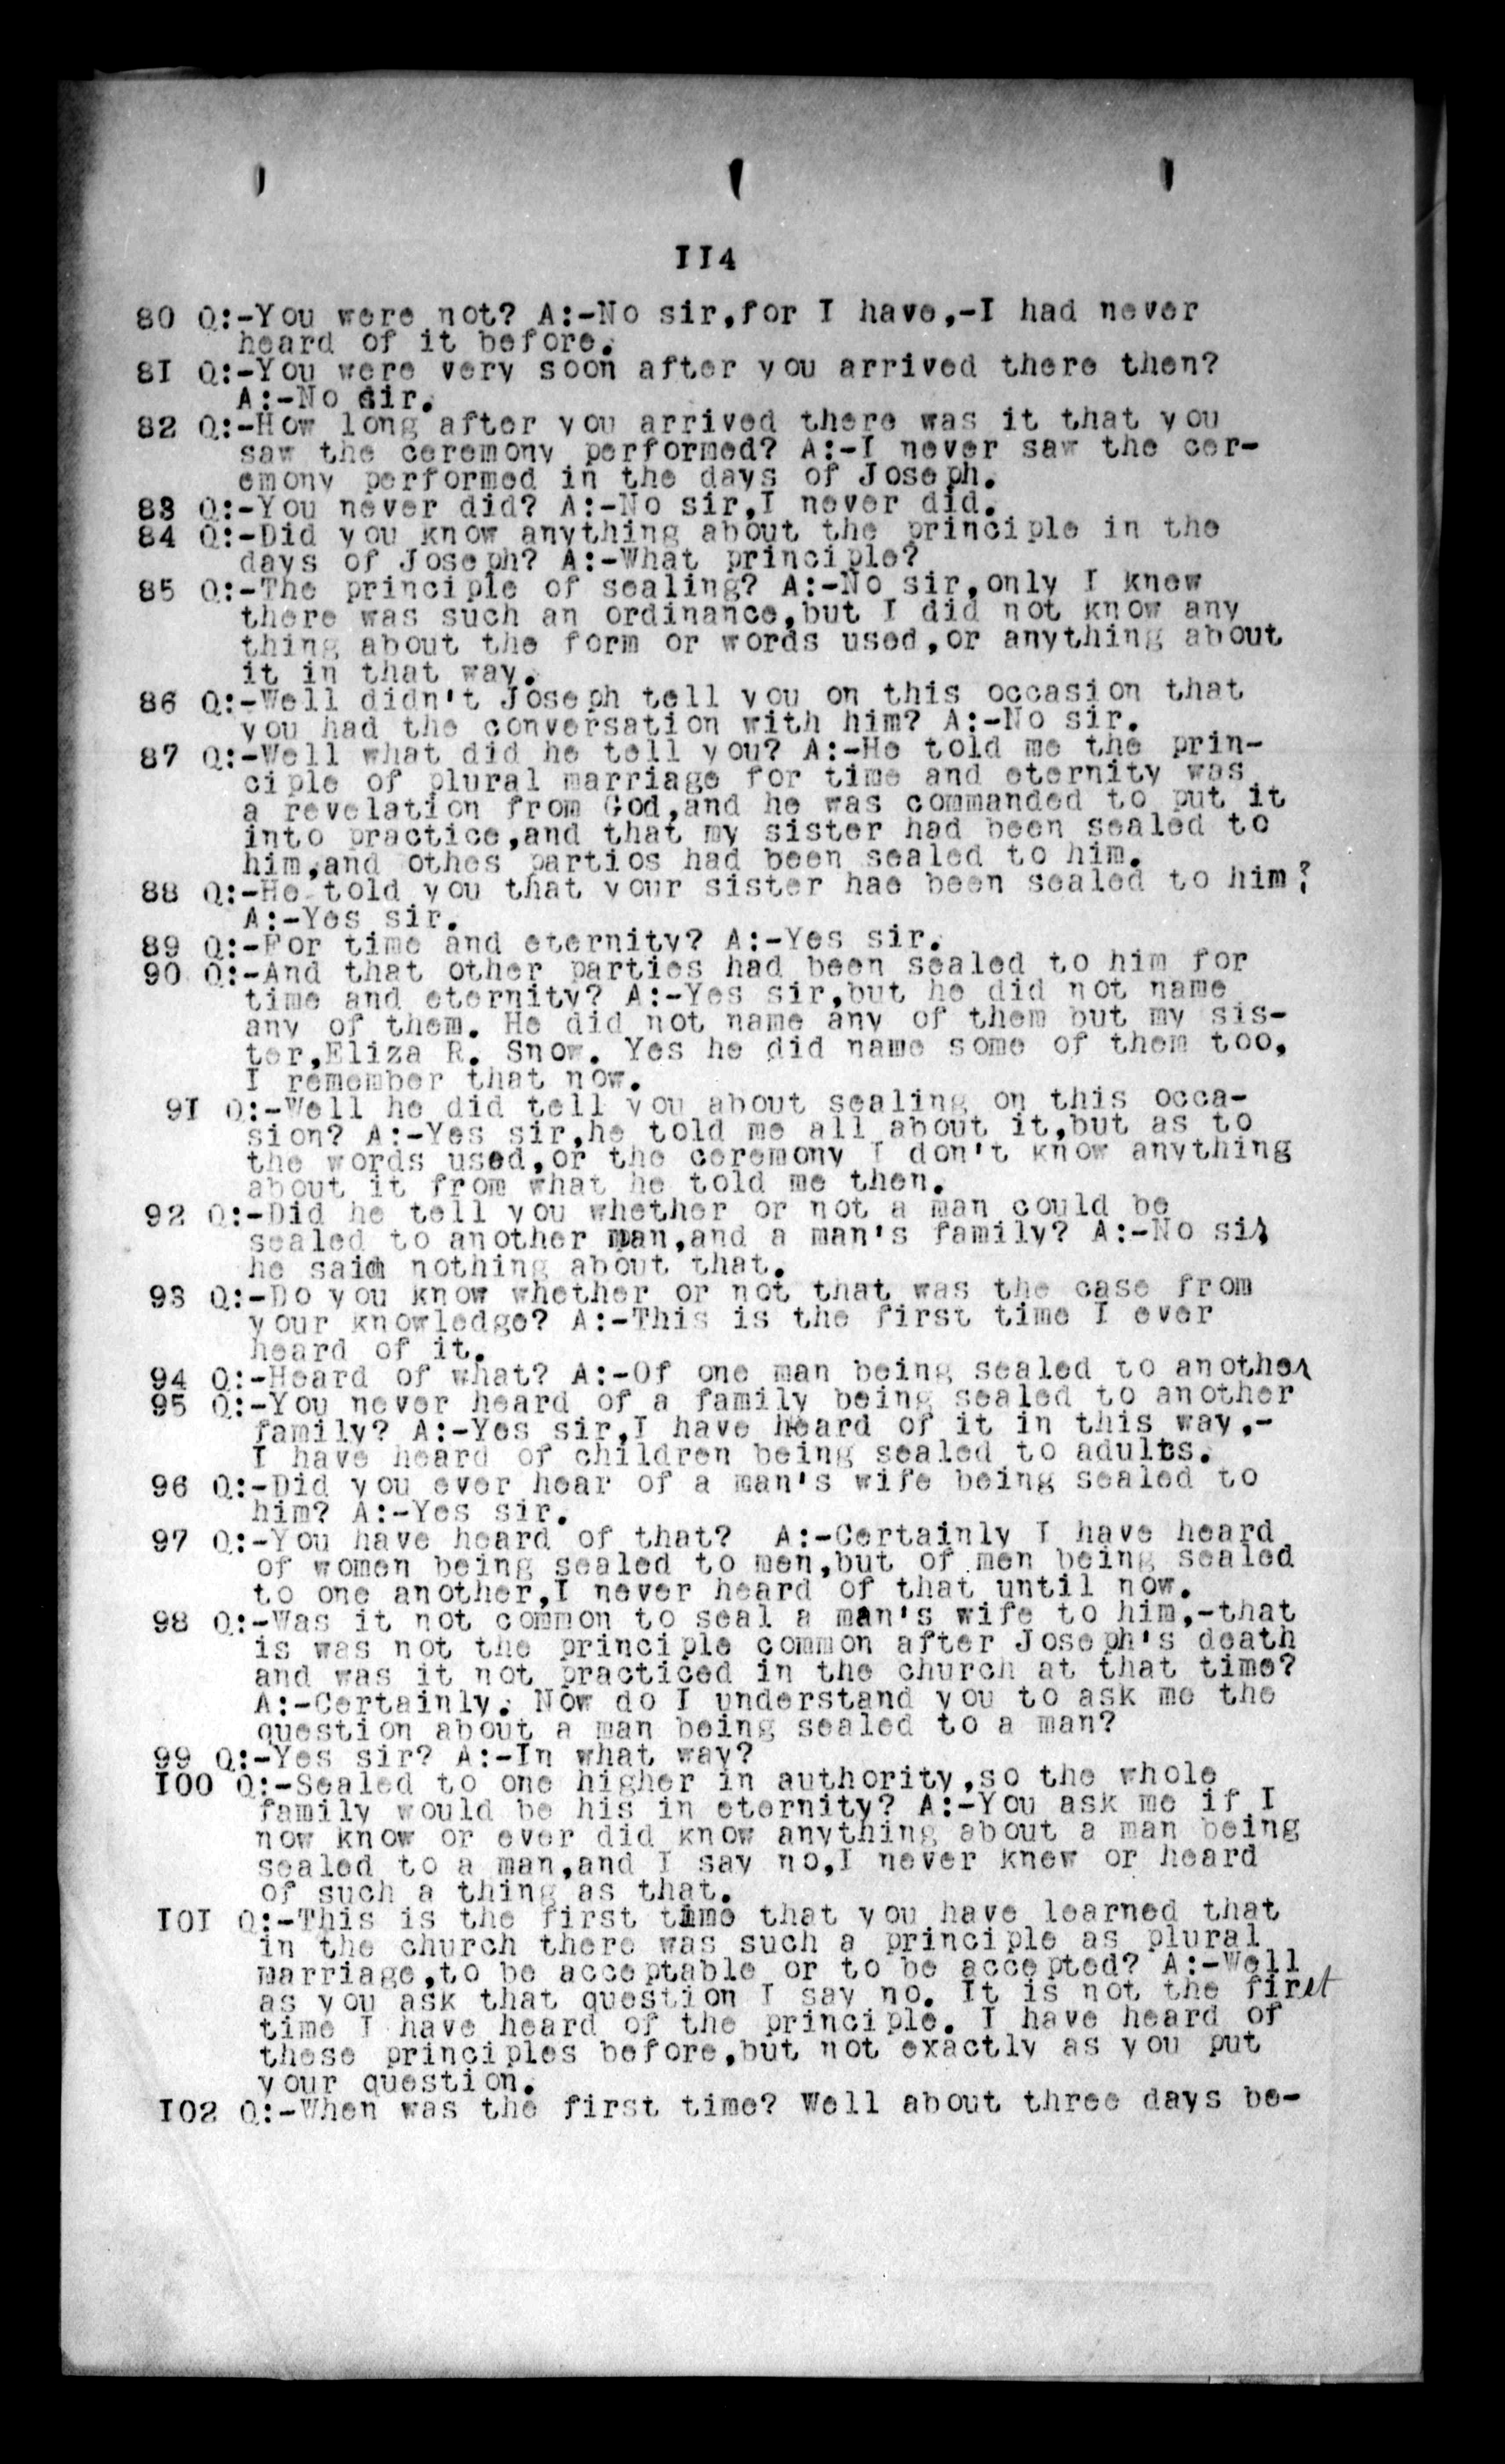 II4
80 Q:-You were not? A:-No sir,for I have,-I had never
heard of it before.
8I Q:-You were very soon after you arrived there then?
A:-No sir.
82 Q:-How long after you arrived there was it that you
saw the ceremony performed? A:-I never saw the cer-
emony performed in the days of Joseph.
83 Q:-You never did? A:-No sir,I never did.
84 Q:-Did you know anything about the principle in the
days of Joseph? A:-What principle?
85 Q:-The principle of sealing? A:-No sir,only I knew
there was such an ordinance,but I did not know any
thing about the form or words used,or anything about
it in that way.
86 Q:-Well didn't Joseph tell you on this occasion that
you had the conversation with him? A:-No sir.
87 Q:-Well what did he tell you? A:-He told me the prin-
ciple of plural marriage for time and eternity was
a revelation from God,and he was commanded to put it
into practice,and that my sister had been sealed to
him,and othes parties had been sealed to him.
88 Q:-He told you that your sister hae been sealed to him?
A:-Yes sir.
89 Q:-For time and eternity? A:-Yes sir.
90 Q:-And that other parties had been sealed to him for
time and eternity? A:-Yes sir,but he did not name
any of them. He did not name any of them but my sis-
ter,Eliza R. Snow. Yes he did name some of them too,
I remember that now.
9I Q:-Well he did tell you about sealing on this occa-
sion? A:-Yes sir,he told me all about it,but as to
the words used,or the ceremony I don't know anything
about it from what he told me then.
92 Q:-Did he tell you whether or not a man could be
sealed to another man,and a man's family? A:-No sir
he said nothing about that.
93 Q:-Do you know whether or not that was the case from
your knowledge? A:-This is the first time I ever
heard of it.
94 Q:-Heard of what? A:-Of one man being sealed to another
95 Q:-You never heard of a family being sealed to another
family? A:-Yes sir,I have heard of it in this way,-
I have heard of children being sealed to adults.
96 Q:-Did you ever hear of a man's wife being sealed to
him? A:-Yes sir.
97 Q:-You have heard of that? A:-Certainly I have heard
of women being sealed to men,but of men being sealed
to one another,I never heard of that until now.
98 Q:-Was it not common to seal a man's wife to him,-that
is was not the principle common after Joseph's death
and was it not practiced in the church at that time?
A:-Certainly. Now do I understand you to ask me the
question about a man being sealed to a man?
99 Q:-Yes sir? A:-In what way?
I00 Q:-Sealed to one higher in authority,so the whole
family would be his in eternity? A:-You ask me if I
now know or ever did know anything about a man being
sealed to a man,and I say no,I never knew or heard
of such a thing as that.
I0I Q:-This is the first time that you have learned that
in the church there was such a principle as plural
marriage,to be acceptable or to be accepted? A:-Well
as you ask that question I say no. It is not the first
time I have heard of the principle. I have heard of
these principles before,but not exactly as you put
your question.
I02 Q:-When was the first time? Well about three days be-